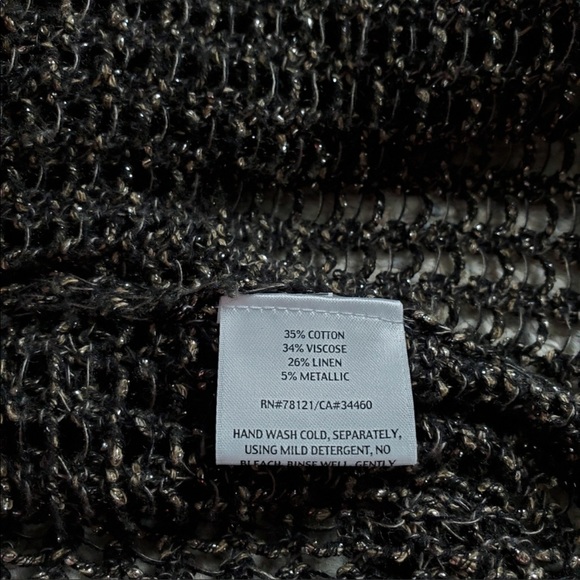 35% COTTON
34% VISCOSE
26% LINEN
5% METALLIC
RN#78121/CA#34460
HAND WASH COLD, SEPARATELY,
USING MILD DETERGENT, NO
BLEACH, RINSE WELL, GENTLY